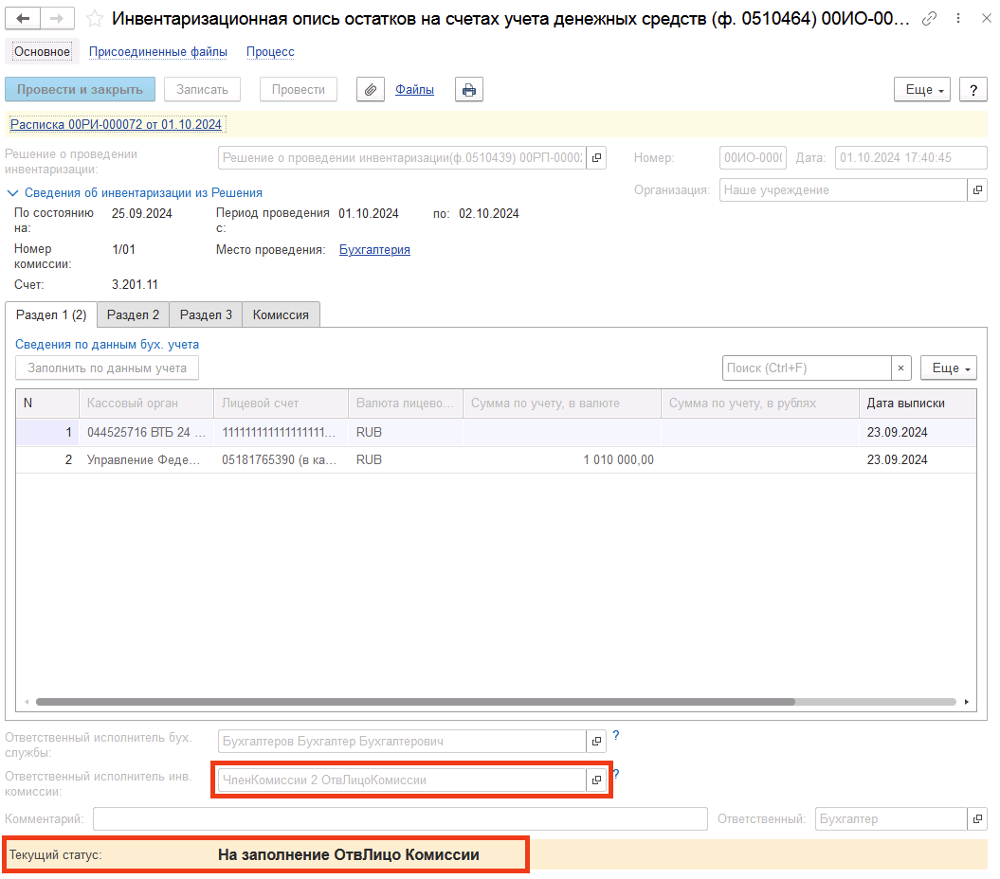 Инвентаризационная опись остатков на счетах учета денежных средств (ф. 0510464) 00ИО-00...
Основное Присоединенные файлы Процесс
Провести и закрыть Записать Провести Файлы Еще ?
Расписка 00РИ-000072 от 01.10.2024
Решение о проведении инвентаризации: Решение о проведении инвентаризации(ф.0510439) 00РП-0000 Номер: 00ИО-000 Дата: 01.10.2024 17:40:45
Организация: Наше учреждение
Сведения об инвентаризации из Решения
По состоянию на: 25.09.2024 Период проведения с: 01.10.2024 по: 02.10.2024
Номер комиссии: 1/01 Место проведения: Бухгалтерия
Счет: 3.201.11
Раздел 1 (2) Раздел 2 Раздел 3 Комиссия
Сведения по данным бух. учета
Заполнить по данным учета Поиск (Ctrl+F) × Еще
N Кассовый орган Лицевой счет Валюта лицево... Сумма по учету, в валюте Сумма по учету, в рублях Дата выписки
1 044525716 ВТБ 24 ... 11111111111111111... RUB 23.09.2024
2 Управление Феде... 05181765390 (в ка... RUB 1 010 000,00 23.09.2024
Ответственный исполнитель бух. службы: Бухгалтеров Бухгалтер Бухгалтерович ?
Ответственный исполнитель инв. комиссии: ЧленКомиссии 2 ОтвЛицоКомиссии ?
Комментарий: Ответственный: Бухгалтер
Текущий статус: На заполнение ОтвЛицо Комиссии